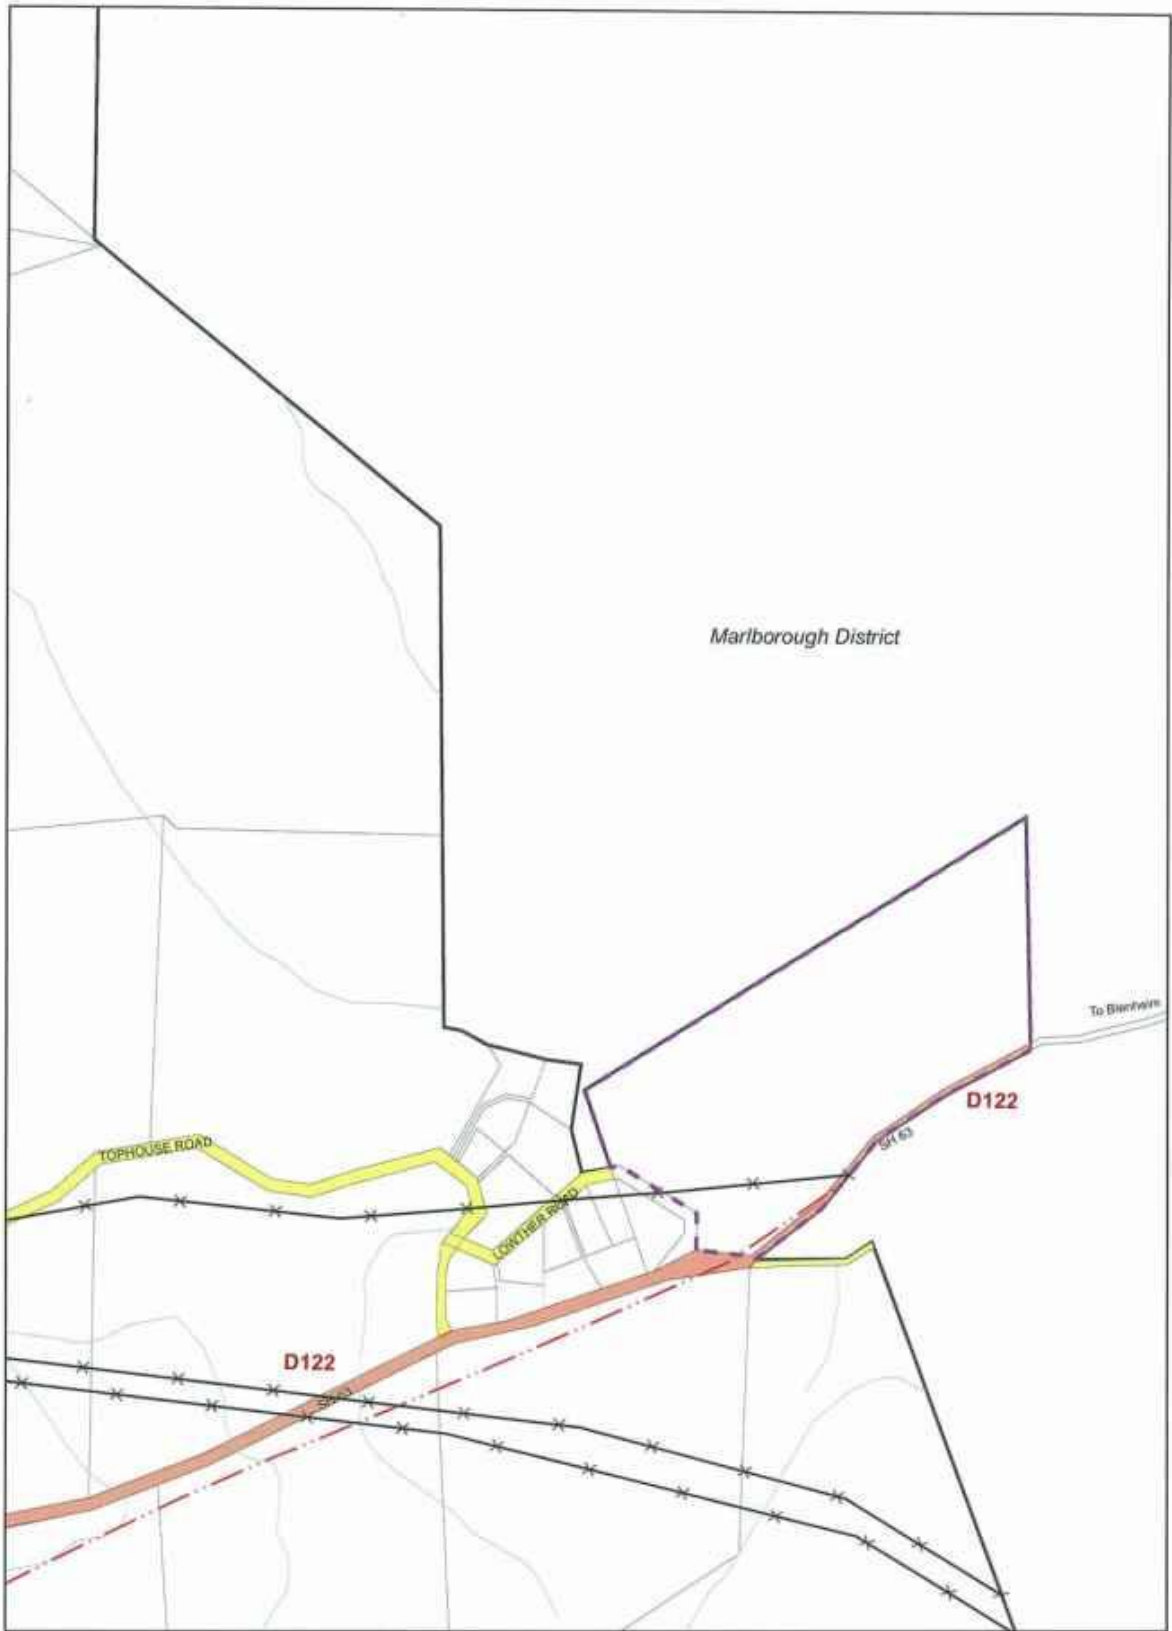 Marlborough District
To Blenheim
D122
SH 63
TOPHOUSE ROAD
LOWTHER ROAD
D122